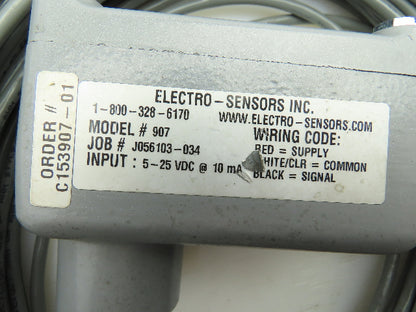 ELECTRO-SENSORS INC.
1-800-328-6170 WWW.ELECTRO-SENSORS.COM
MODEL # 907
JOB # J056103-034
INPUT : 5-25 VDC @ 10 mA
WIRING CODE:
RED = SUPPLY
WHITE/CLR = COMMON
BLACK = SIGNAL
ORDER #
C153907-01